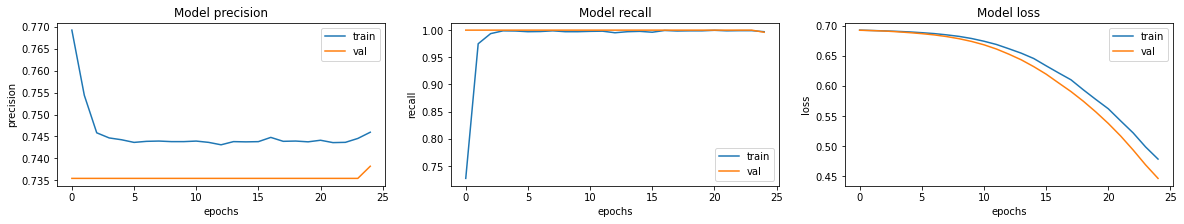 Model precision
0.770
0.765
0.760
0.755
0.750
0.745
0.740
0.735
precision
0
5
10
15
20
25
epochs
train
val
Model recall
1.00
0.95
0.90
0.85
0.80
0.75
recall
0
5
10
15
20
25
epochs
train
val
Model loss
0.70
0.65
0.60
0.55
0.50
0.45
loss
0
5
10
15
20
25
epochs
train
val